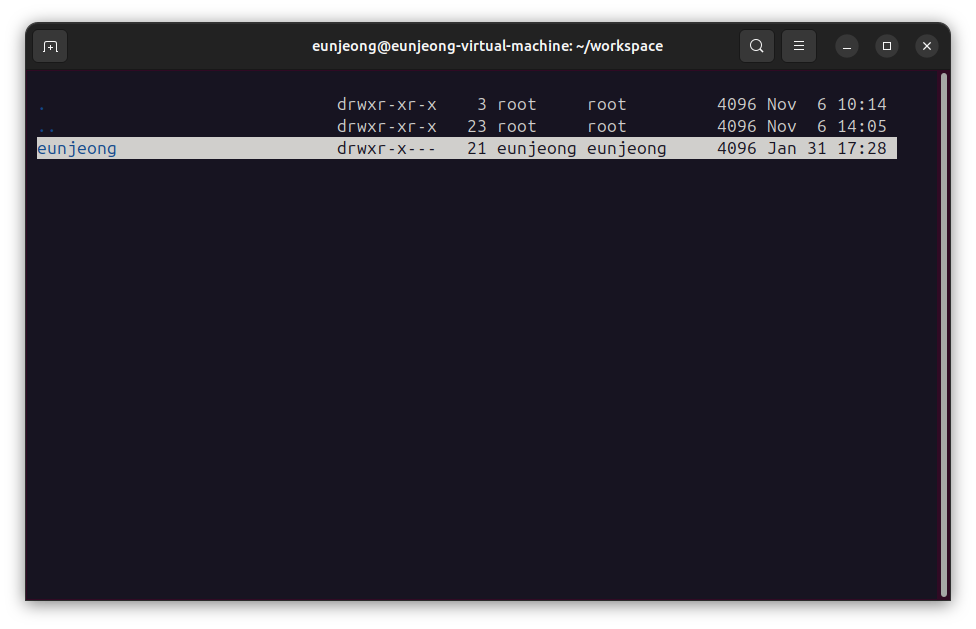 eunjeong@eunjeong-virtual-machine: ~/workspace
. drwxr-xr-x 3 root root 4096 Nov 6 10:14
.. drwxr-xr-x 23 root root 4096 Nov 6 14:05
eunjeong drwxr-x--- 21 eunjeong eunjeong 4096 Jan 31 17:28